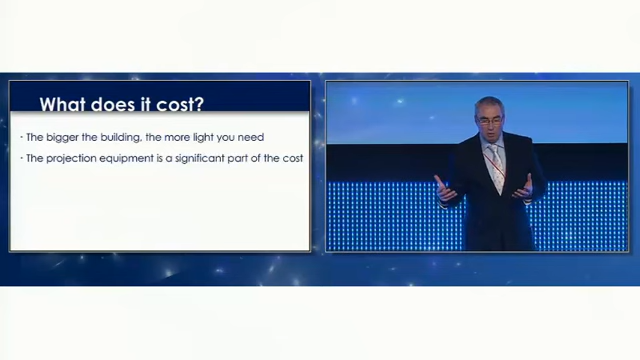 What does it cost?
· The bigger the building, the more light you need
· The projection equipment is a significant part of the cost